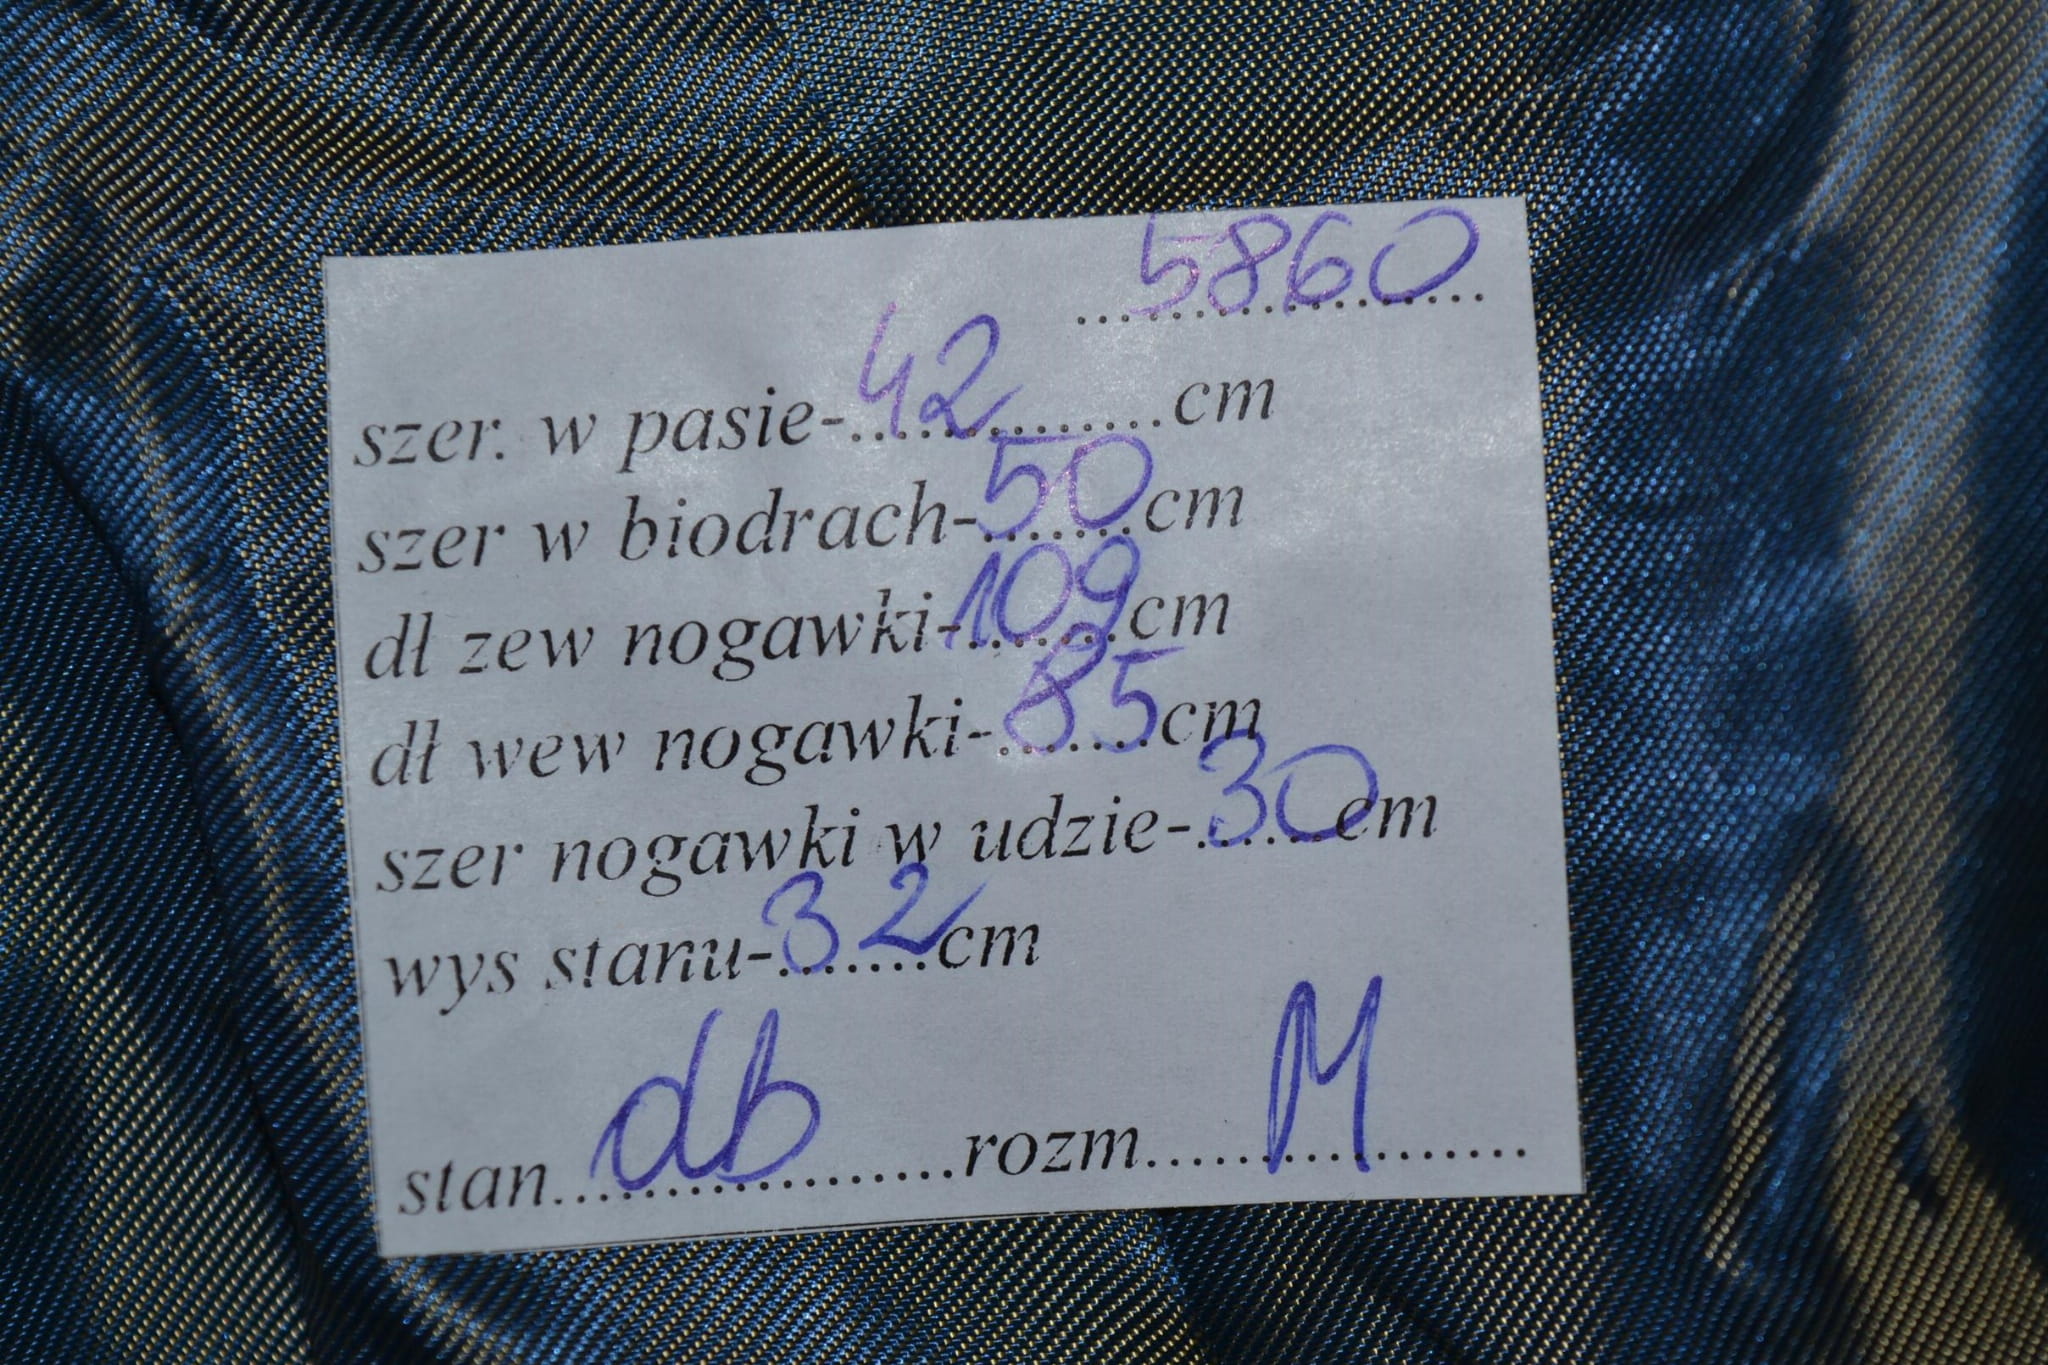 5860
szer. w pasie-42cm
szer w biodrach-50cm
dł zew nogawki-109cm
dł wew nogawki-85cm
szer nogawki w udzie-30cm
wys stanu-32cm
stan...db...rozm...M...